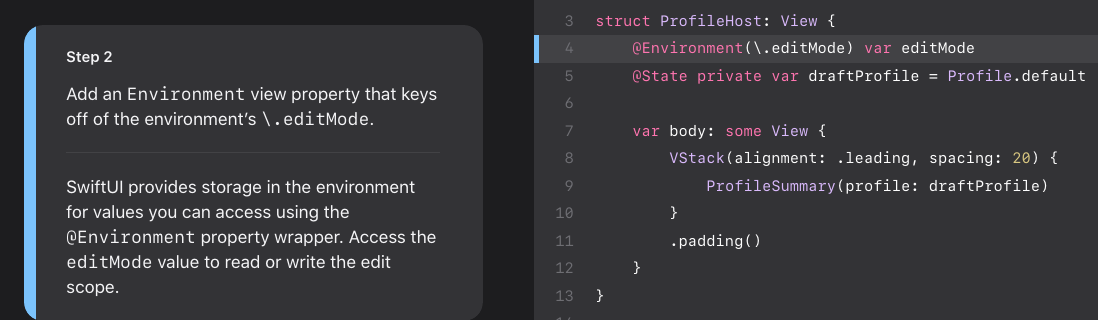 Step 2
Add an Environment view property that keys
off of the environment’s \.editMode.
SwiftUI provides storage in the environment
for values you can access using the
@Environment property wrapper. Access the
editMode value to read or write the edit
scope.
3 struct ProfileHost: View {
4 @Environment(\.editMode) var editMode
5 @State private var draftProfile = Profile.default
6
7 var body: some View {
8 VStack(alignment: .leading, spacing: 20) {
9 ProfileSummary(profile: draftProfile)
10 }
11 .padding()
12 }
13 }